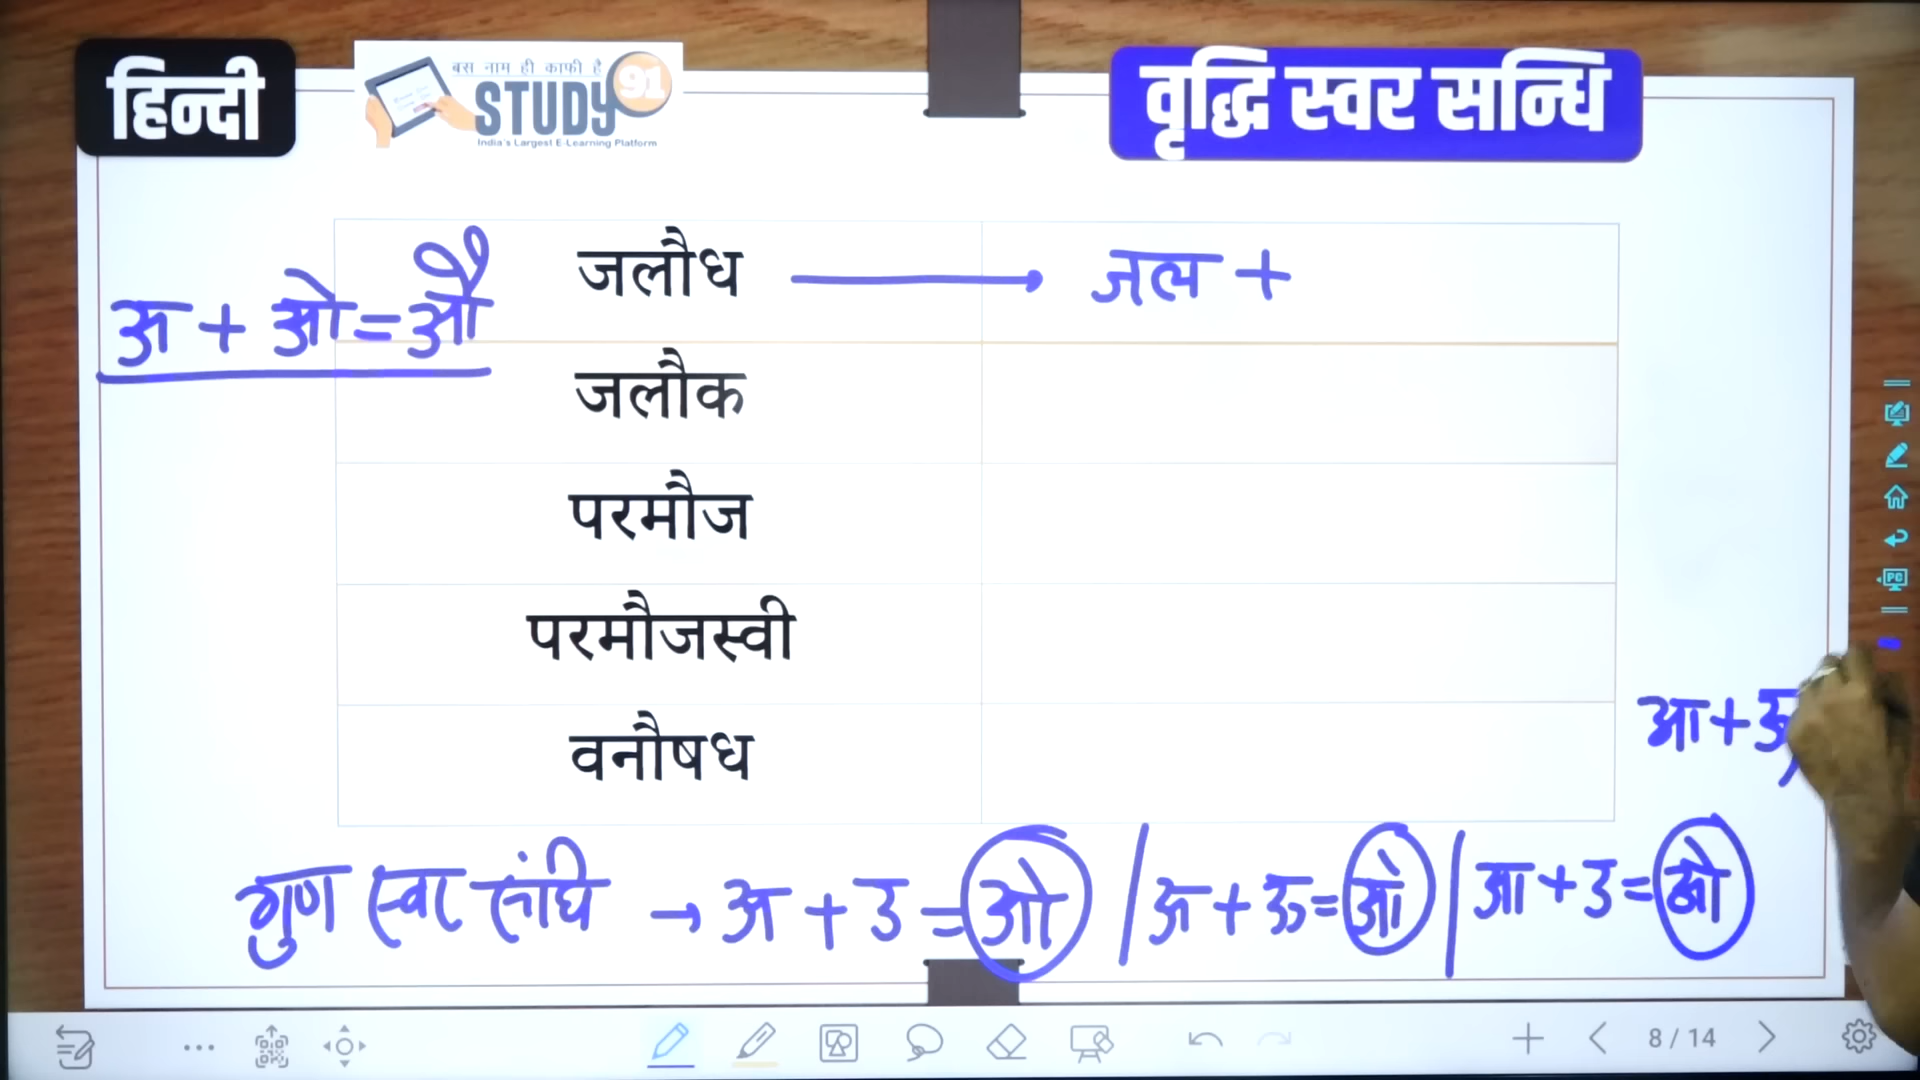 हिन्दी
बस नाम ही काफी है
STUDY 91
India's Largest E-Learning Platform
वृद्धि स्वर सन्धि
अ + ओ = औ
जलौध → जल +
जलौक
परमौज
परमौजस्वी
वनौषध
आ + ऊ
गुण स्वर संधि → अ + उ = ओ / अ + ऊ = ओ / आ + उ = ओ
8 / 14
PC